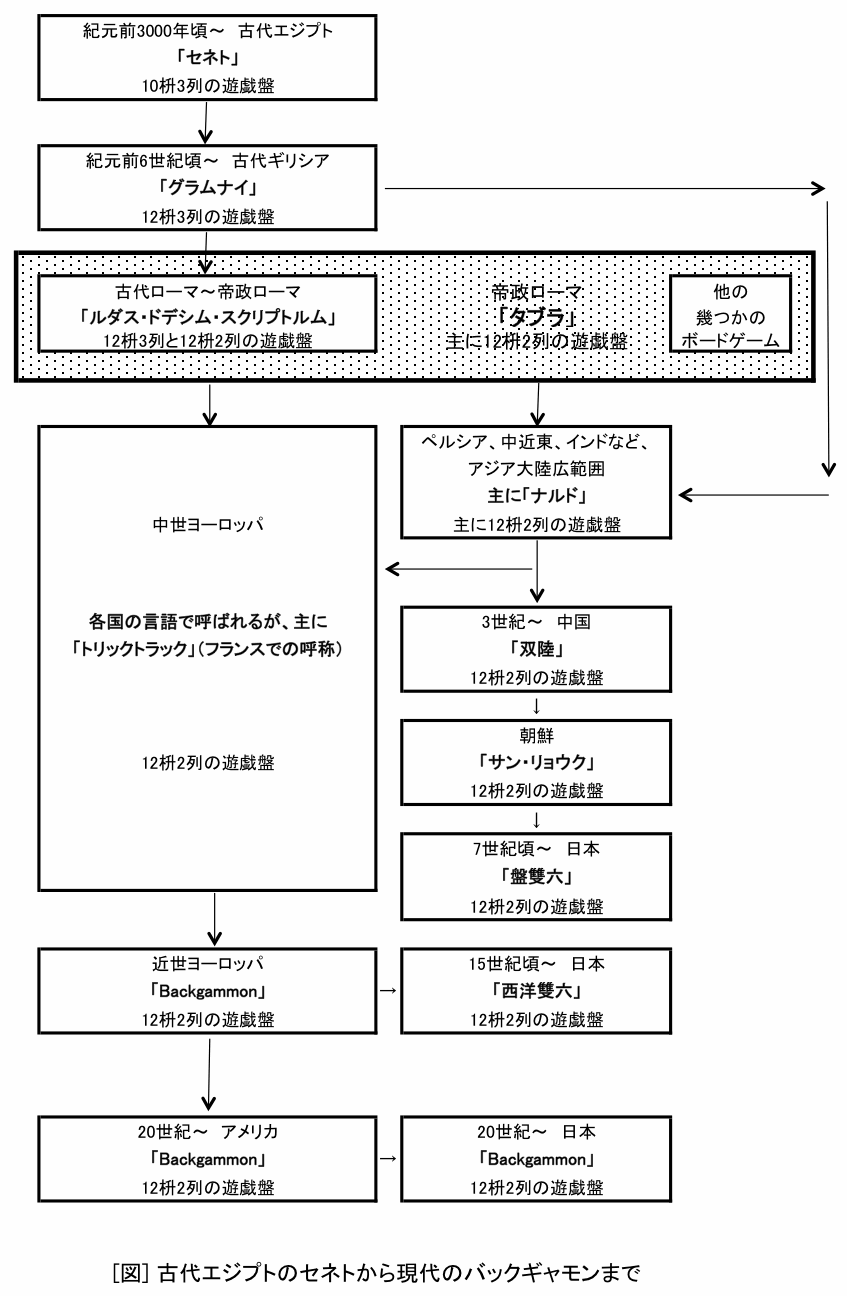 紀元前3000年頃～　古代エジプト
「セネト」
10枡3列の遊戯盤
紀元前6世紀頃～　古代ギリシア
「グラムナイ」
12枡3列の遊戯盤
古代ローマ～帝政ローマ
「ルダス・ドデシム・スクリプトルム」
12枡3列と12枡2列の遊戯盤
帝政ローマ
「タブラ」
主に12枡2列の遊戯盤
他の
幾つかの
ボードゲーム
ペルシア、中近東、インドなど、
アジア大陸広範囲
主に「ナルド」
主に12枡2列の遊戯盤
中世ヨーロッパ
各国の言語で呼ばれるが、主に
「トリックトラック」（フランスでの呼称）
12枡2列の遊戯盤
3世紀～　中国
「双陸」
12枡2列の遊戯盤
↓
朝鮮
「サン・リョウク」
12枡2列の遊戯盤
↓
7世紀頃～　日本
「盤雙六」
12枡2列の遊戯盤
近世ヨーロッパ
「Backgammon」
12枡2列の遊戯盤
→
15世紀頃～　日本
「西洋雙六」
12枡2列の遊戯盤
20世紀～　アメリカ
「Backgammon」
12枡2列の遊戯盤
→
20世紀～　日本
「Backgammon」
12枡2列の遊戯盤
[図] 古代エジプトのセネトから現代のバックギャモンまで